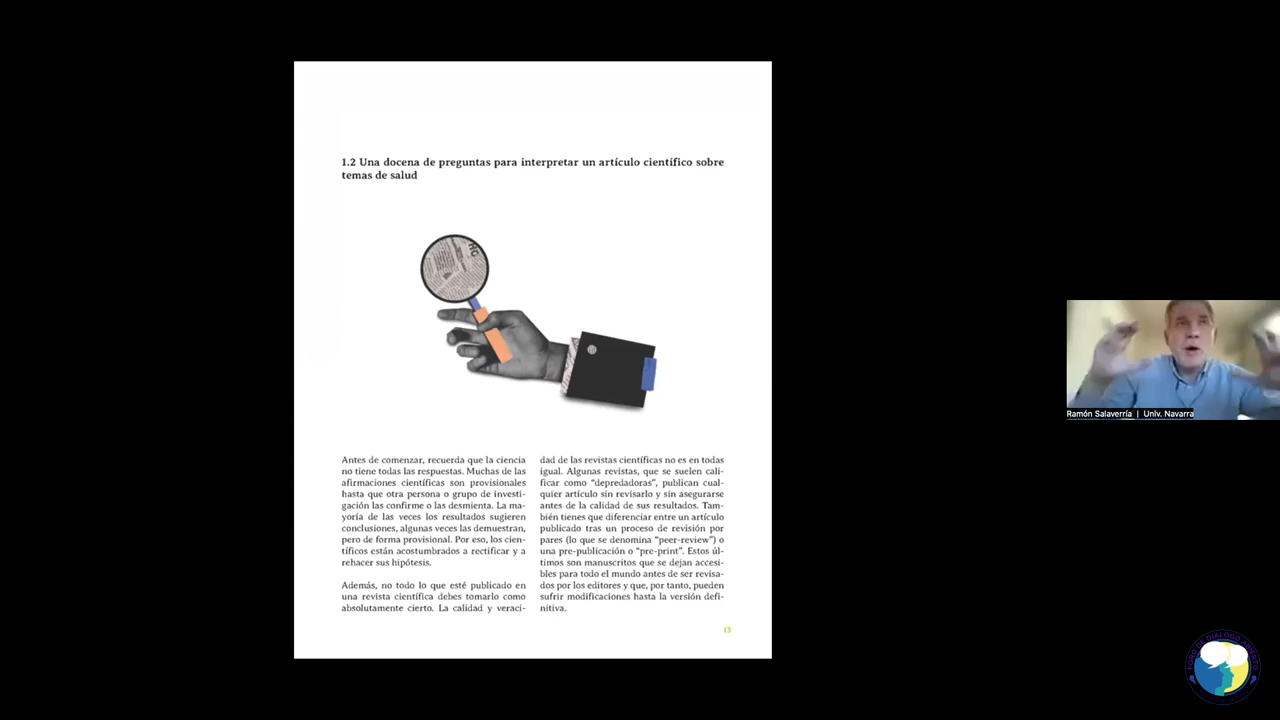 1.2 Una docena de preguntas para interpretar un artículo científico sobre
temas de salud
Antes de comenzar, recuerda que la ciencia
no tiene todas las respuestas. Muchas de las
afirmaciones científicas son provisionales
hasta que otra persona o grupo de investi-
gación las confirme o las desmienta. La ma-
yoría de las veces los resultados sugieren
conclusiones, algunas veces las demuestran,
pero de forma provisional. Por eso, los cien-
tíficos están acostumbrados a rectificar y a
rehacer sus hipótesis.
Además, no todo lo que esté publicado en
una revista científica debes tomarlo como
absolutamente cierto. La calidad y veraci-
dad de las revistas científicas no es en todas
igual. Algunas revistas, que se suelen cali-
ficar como “depredadoras”, publican cual-
quier artículo sin revisarlo y sin asegurarse
antes de la calidad de sus resultados. Tam-
bién tienes que diferenciar entre un artículo
publicado tras un proceso de revisión por
pares (lo que se denomina “peer-review”) o
una pre-publicación o “pre-print”. Estos úl-
timos son manuscritos que se dejan accesi-
bles para todo el mundo antes de ser revisa-
dos por los editores y que, por tanto, pueden
sufrir modificaciones hasta la versión defi-
nitiva.
13
Ramón Salaverría | Univ. Navarra
FORO DE DIÁLOGO ABIERTO